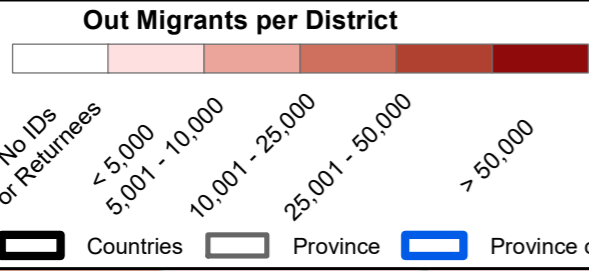 Out Migrants per District
No IDs
or Returnees
< 5,000
5,001 - 10,000
10,001 - 25,000
25,001 - 50,000
> 50,000
Countries
Province
Province